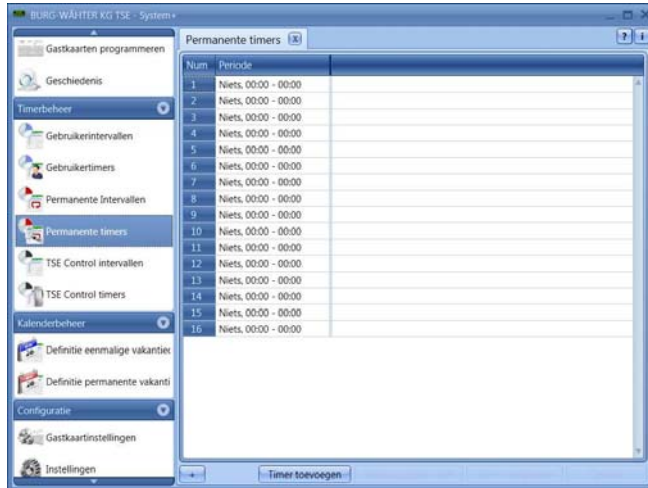 BURG-WÄHTER KG TSE - System+
Gastkaarten programmeren
Geschiedenis
Timerbeheer
Gebruikerintervallen
Gebruikertimers
Permanente Intervallen
Permanente timers
TSE Control intervallen
TSE Control timers
Kalenderbeheer
Definitie eenmalige vakantied
Definitie permanente vakanti
Configuratie
Gastkaartinstellingen
Instellingen
Permanente timers x
? i
Num Periode
1 Niets, 00:00 - 00:00
2 Niets, 00:00 - 00:00
3 Niets, 00:00 - 00:00
4 Niets, 00:00 - 00:00
5 Niets, 00:00 - 00:00
6 Niets, 00:00 - 00:00
7 Niets, 00:00 - 00:00
8 Niets, 00:00 - 00:00
9 Niets, 00:00 - 00:00
10 Niets, 00:00 - 00:00
11 Niets, 00:00 - 00:00
12 Niets, 00:00 - 00:00
13 Niets, 00:00 - 00:00
14 Niets, 00:00 - 00:00
15 Niets, 00:00 - 00:00
16 Niets, 00:00 - 00:00
+ Timer toevoegen